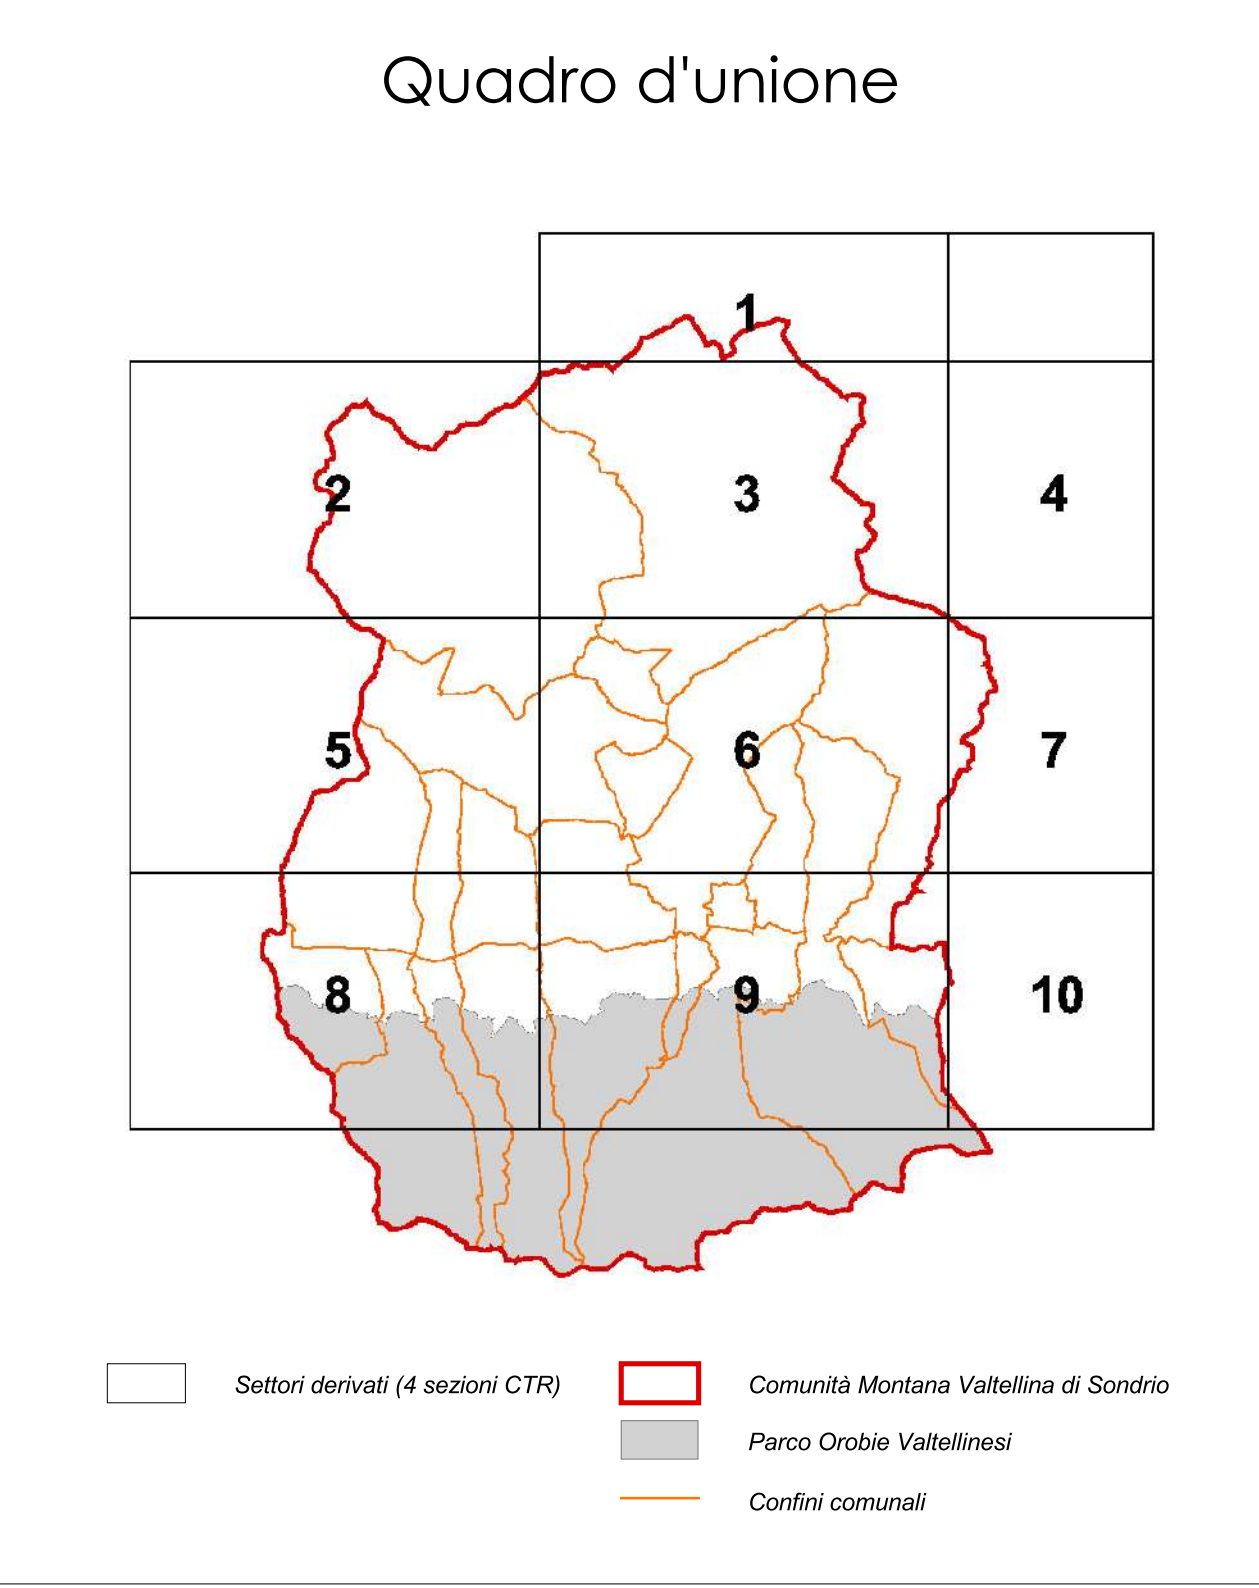 Quadro d'unione
1
2
3
4
5
6
7
8
9
10
Settori derivati (4 sezioni CTR)
Comunità Montana Valtellina di Sondrio
Parco Orobie Valtellinesi
Confini comunali